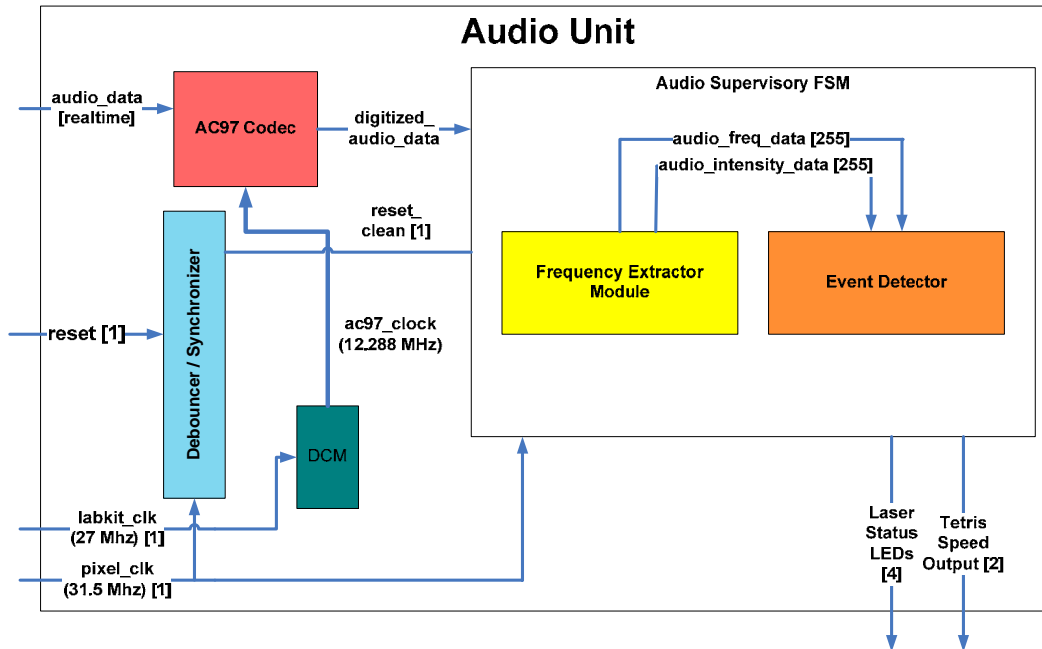 Audio Unit
audio_data
[realtime]
AC97 Codec
digitized_
audio_data
Audio Supervisory FSM
audio_freq_data [255]
audio_intensity_data [255]
reset_
clean [1]
Frequency Extractor
Module
Event Detector
reset [1]
Debouncer / Synchronizer
ac97_clock
(12.288 MHz)
DCM
labkit_clk
(27 Mhz) [1]
pixel_clk
(31.5 Mhz) [1]
Laser
Status
LEDs
[4]
Tetris
Speed
Output [2]